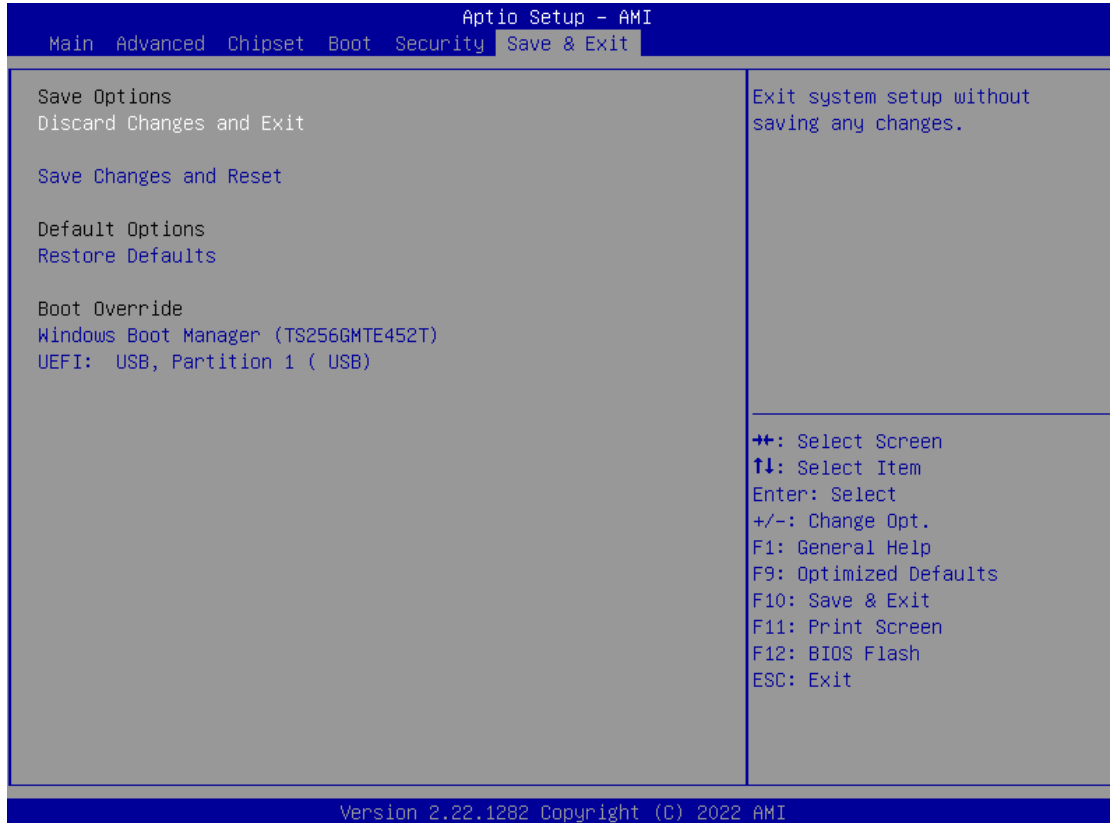 Aptio Setup – AMI
Main Advanced Chipset Boot Security Save & Exit
Save Options
Discard Changes and Exit
Save Changes and Reset
Default Options
Restore Defaults
Boot Override
Windows Boot Manager (TS256GMTE452T)
UEFI:  USB, Partition 1 ( USB)
Exit system setup without
saving any changes.
→←: Select Screen
↑↓: Select Item
Enter: Select
+/-: Change Opt.
F1: General Help
F9: Optimized Defaults
F10: Save & Exit
F11: Print Screen
F12: BIOS Flash
ESC: Exit
Version 2.22.1282 Copyright (C) 2022 AMI